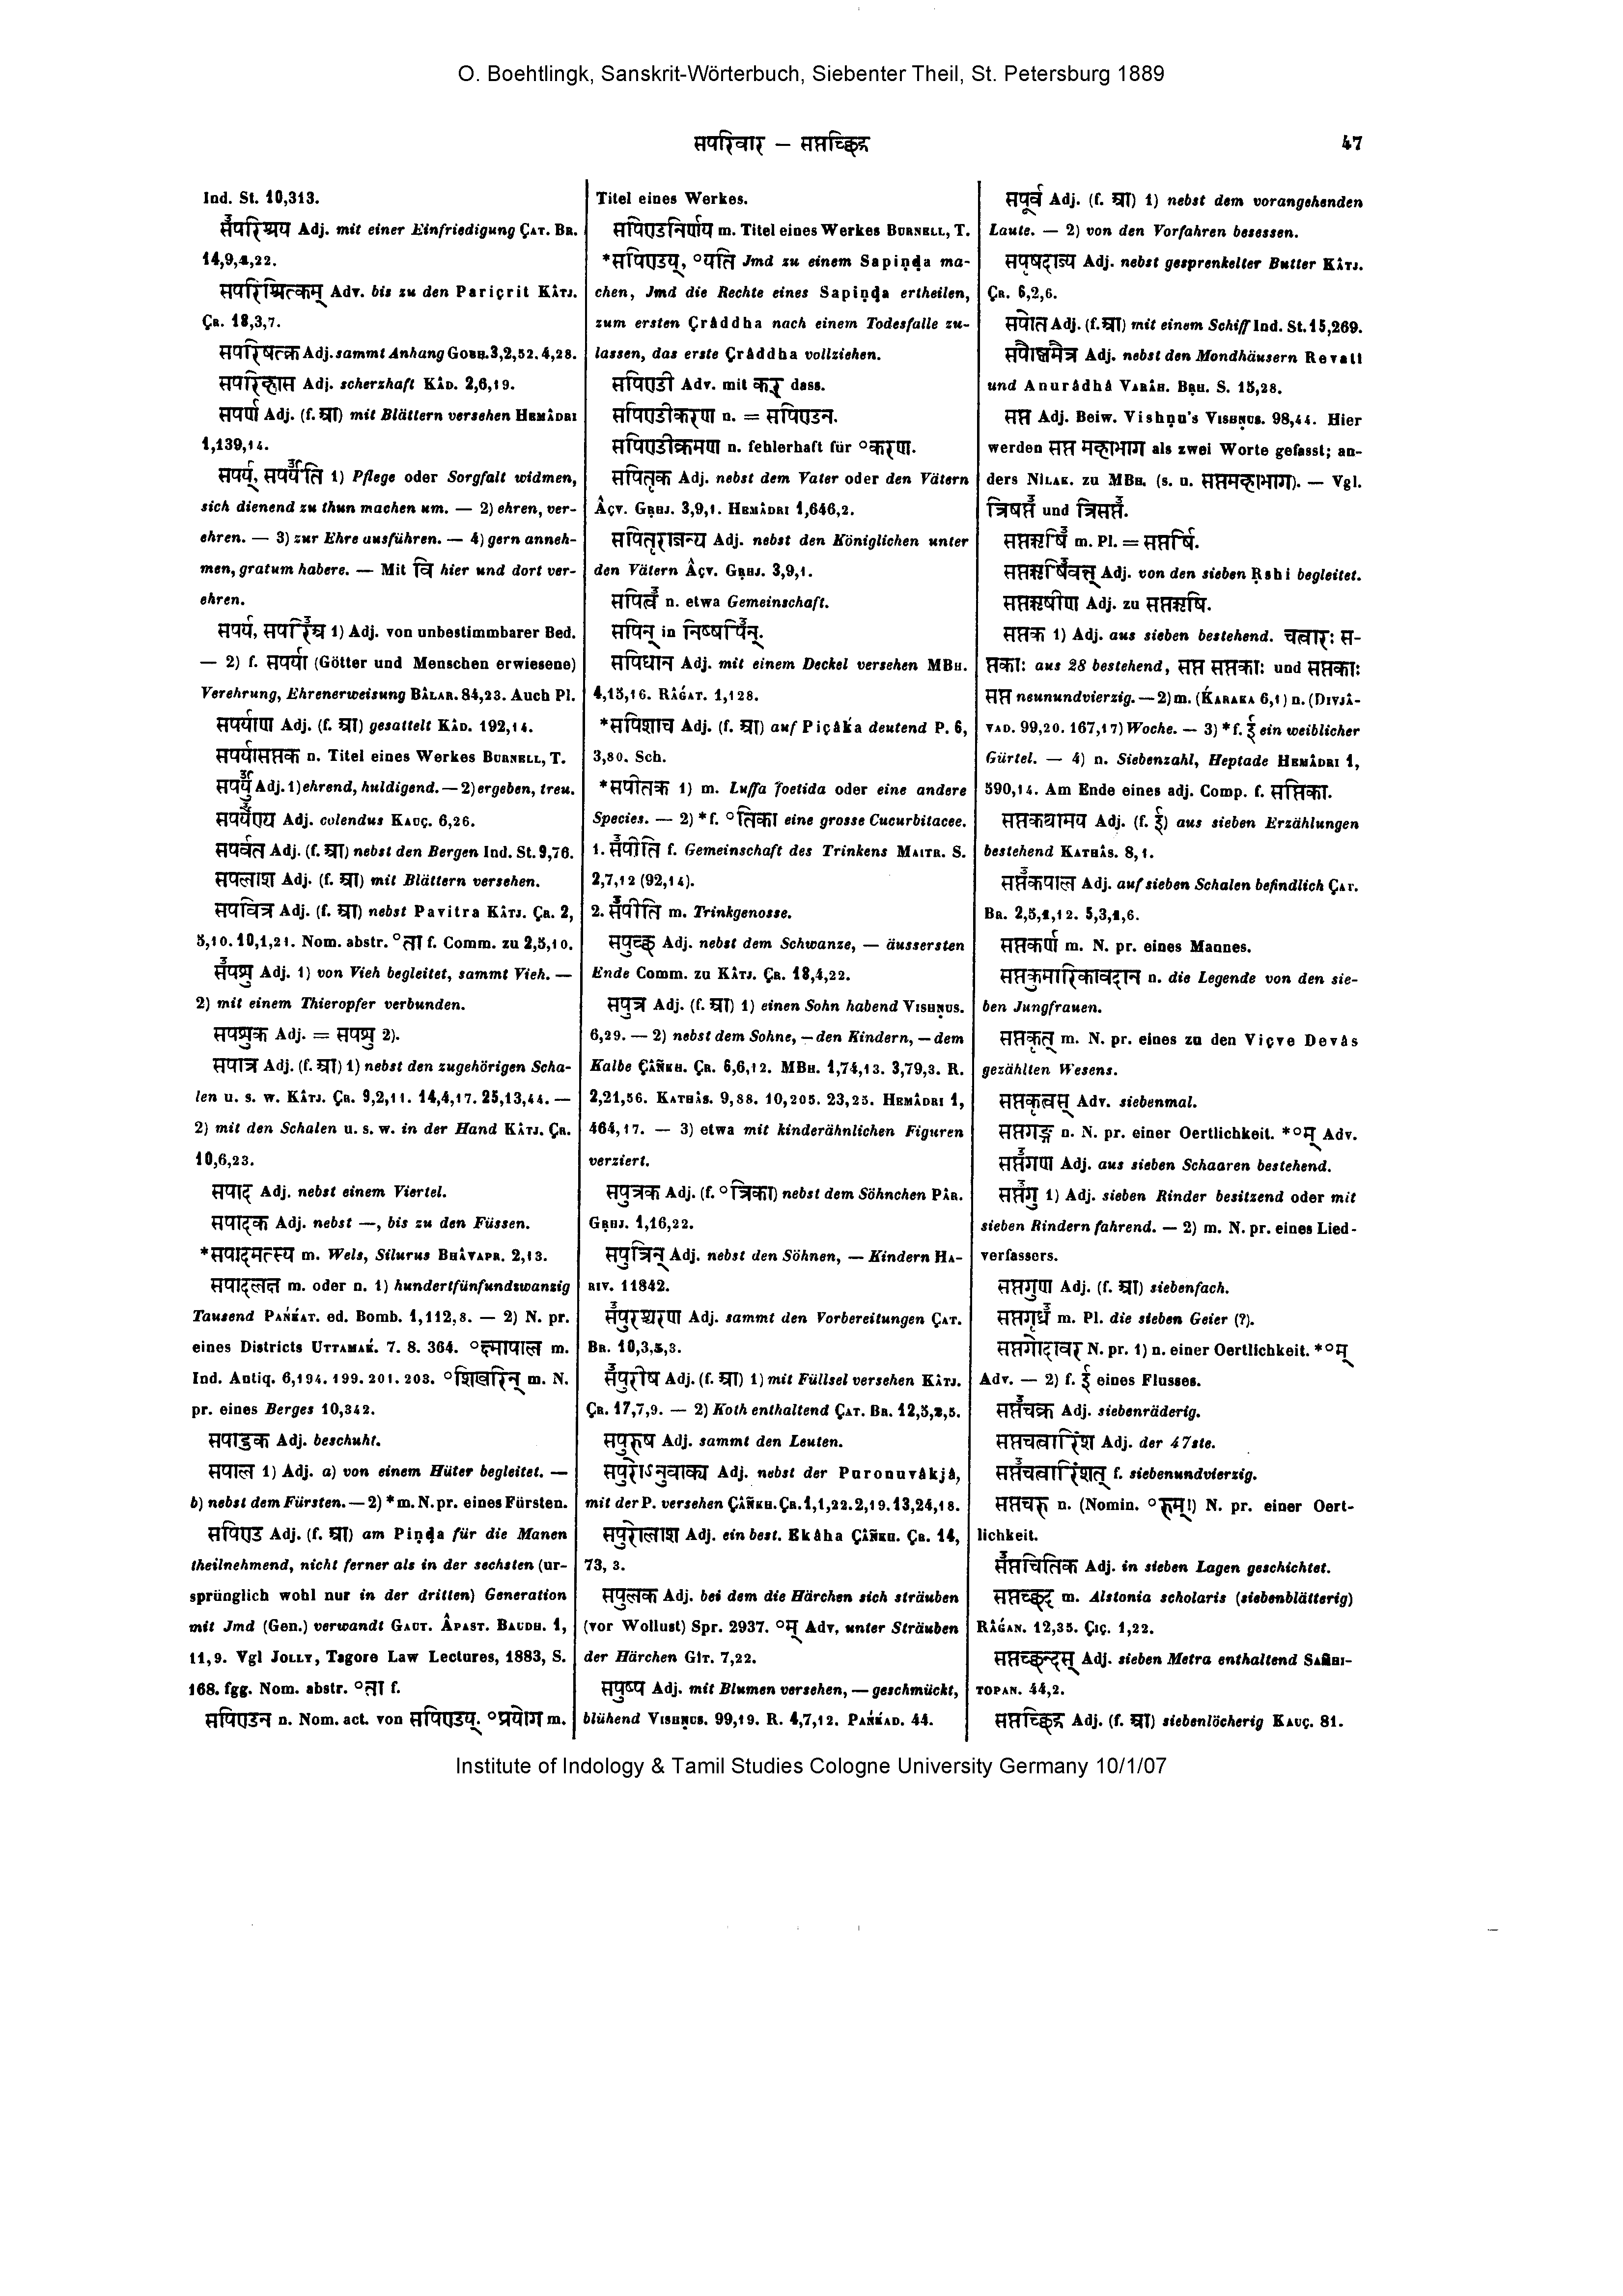 O. Boehtlingk, Sanskrit-Wörterbuch, Siebenter Theil, St. Petersburg 1889
सपरिवार — सप्तच्छिद्र
47
Ind. St. 10,313.
सँपरिश्रय Adj. mit einer Einfriedigung Çat. Br.
14,9,4,22.
सपरिश्रित्कम् Adv. bis zu den Pariçrit Kâtj.
Çr. 18,3,7.
सपरिषत्क Adj. sammt Anhang Gobh. 3,2,52. 4,28.
सपरिहास Adj. scherzhaft Kâd. 2,6,19.
सपर्ण Adj. (f. आ) mit Blättern versehen Hemâdri
1,139,14.
सपर्य्, सपर्यँति 1) Pflege oder Sorgfalt widmen,
sich dienend zu thun machen um. — 2) ehren, ver-
ehren. — 3) zur Ehre ausführen. — 4) gern anneh-
men, gratum habere. — Mit वि hier und dort ver-
ehren.
सपर्य, सपरिँअ 1) Adj. von unbestimmbarer Bed.
— 2) f. सपर्या (Götter und Menschen erwiesene)
Verehrung, Ehrenerweisung Bâlar. 84,23. Auch Pl.
सपर्याण Adj. (f. आ) gesattelt Kâd. 192,14.
सपर्यासप्तक n. Titel eines Werkes Burnell, T.
सपर्युँ Adj. 1) ehrend, huldigend. — 2) ergeben, treu.
सपर्येँण्य Adj. colendus Kauç. 6,26.
सपर्वत Adj. (f. आ) nebst den Bergen Ind. St. 9,76.
सपलाश Adj. (f. आ) mit Blättern versehen.
सपवित्र Adj. (f. आ) nebst Pavitra Kâtj. Çr. 2,
5,10. 10,1,21. Nom. abstr. °ता f. Comm. zu 2,5,10.
सँपशु Adj. 1) von Vieh begleitet, sammt Vieh. —
2) mit einem Thieropfer verbunden.
सपशुक Adj. = सपशु 2).
सपात्र Adj. (f. आ) 1) nebst den zugehörigen Scha-
len u. s. w. Kâtj. Çr. 9,2,11. 14,4,17. 25,13,44. —
2) mit den Schalen u. s. w. in der Hand Kâtj. Çr.
10,6,23.
सपाद Adj. nebst einem Viertel.
सपादक Adj. nebst —, bis zu den Füssen.
*सपादमत्स्य m. Wels, Silurus Bhâvapr. 2,13.
सपादलक्ष m. oder n. 1) hundertfünfundzwanzig
Tausend Pańḱat. ed. Bomb. 1,112,8. — 2) N. pr.
eines Districts Uttamaḱ. 7. 8. 364. °क्ष्मापाल m.
Ind. Antiq. 6,194. 199. 201. 203. °शिखरिन् m. N.
pr. eines Berges 10,342.
सपादुक Adj. beschuht.
सपाल 1) Adj. a) von einem Hüter begleitet. —
b) nebst dem Fürsten. — 2) *m. N. pr. eines Fürsten.
सपिण्ड Adj. (f. आ) am Piṇḍa für die Manen
theilnehmend, nicht ferner als in der sechsten (ur-
sprünglich wohl nur in der dritten) Generation
mit Jmd (Gen.) verwandt Gaut. Âpast. Baudh. 1,
11,9. Vgl Jolly, Tagore Law Lectures, 1883, S.
168. fgg. Nom. abstr. °ता f.
सपिण्डन n. Nom. act. von सपिण्डय्. °प्रयोग m.
Titel eines Werkes.
सपिण्डनिर्णय m. Titel eines Werkes Burnell, T.
*सपिण्डय्, °यति Jmd zu einem Sapiṇḍa ma-
chen, Jmd die Rechte eines Sapiṇḍa ertheilen,
zum ersten Çrâddha nach einem Todesfalle zu-
lassen, das erste Çrâddha vollziehen.
सपिण्डी Adv. mit कर् dass.
सपिण्डीकरण n. = सपिण्डन.
सपिण्डीक्रमण n. fehlerhaft für °करण.
सपितृक Adj. nebst dem Vater oder den Vätern
Âçv. Gṛhj. 3,9,1. Hemâdri 1,646,2.
सपितृराजन्य Adj. nebst den Königlichen unter
den Vätern Âçv. Gṛhj. 3,9,1.
सपित्वँ n. etwa Gemeinschaft.
सपिन् in निष्षपिँन्.
सपिधान Adj. mit einem Deckel versehen MBh.
4,15,16. Râǵat. 1,128.
*सपिशाच Adj. (f. आ) auf Piçâḱa deutend P. 6,
3,80. Sch.
*सपीतक 1) m. Luffa foetida oder eine andere
Species. — 2) *f. °तिका eine grosse Cucurbitacee.
1. सँपीति f. Gemeinschaft des Trinkens Maitr. S.
2,7,12 (92,14).
2. सँपीति m. Trinkgenosse.
सपुच्छ Adj. nebst dem Schwanze, — äussersten
Ende Comm. zu Kâtj. Çr. 18,4,22.
सपुत्र Adj. (f. आ) 1) einen Sohn habend Vishṇus.
6,29. — 2) nebst dem Sohne, — den Kindern, — dem
Kalbe Çâñkh. Çr. 6,6,12. MBh. 1,74,13. 3,79,3. R.
2,21,56. Kathâs. 9,88. 10,205. 23,25. Hemâdri 1,
464,17. — 3) etwa mit kinderähnlichen Figuren
verziert.
सपुत्रक Adj. (f. °त्रिका) nebst dem Söhnchen Pâr.
Gṛhj. 1,16,22.
सपुत्रिन् Adj. nebst den Söhnen, — Kindern Ha-
riv. 11842.
सँपुरश्चरण Adj. sammt den Vorbereitungen Çat.
Br. 10,3,5,3.
सँपुरीष Adj. (f. आ) 1) mit Füllsel versehen Kâtj.
Çr. 17,7,9. — 2) Koth enthaltend Çat. Br. 12,5,2,5.
सपुरुष Adj. sammt den Leuten.
सपुरोऽनुवाक्य Adj. nebst der Puronuvâkjâ,
mit der P. versehen Çâñkh. Çr. 1,1,22. 2,19. 13,24,18.
सपुरोलाश Adj. ein best. Ekâha Çâñkh. Çr. 14,
73, 3.
सपुलक Adj. bei dem die Härchen sich sträuben
(vor Wollust) Spr. 2937. °म् Adv. unter Sträuben
der Härchen Gît. 7,22.
सपुष्प Adj. mit Blumen versehen, — geschmückt,
blühend Vishṇus. 99,19. R. 4,7,12. Pańḱad. 44.
सपूर्व Adj. (f. आ) 1) nebst dem vorangehenden
Laute. — 2) von den Vorfahren besessen.
सपृषदाज्य Adj. nebst gesprenkelter Butter Kâtj.
Çr. 6,2,6.
सपोत Adj. (f. आ) mit einem Schiff Ind. St. 15,269.
सपौष्णमैत्र Adj. nebst den Mondhäusern Revatî
und Anurâdhâ Varâh. Bṛh. S. 15,28.
सप्त Adj. Beiw. Vishṇu's Vishṇus. 98,44. Hier
werden सप्त महाभाग als zwei Worte gefasst; an-
ders Nîlak. zu MBh. (s. u. सप्तमहाभाग). — Vgl.
त्रिषप्तँ und त्रिसप्तँ.
सप्तऋषिँ m. Pl. = सप्तर्षि.
सप्तऋषिँवत् Adj. von den sieben Ṛshi begleitet.
सप्तऋषीण Adj. zu सप्तऋषि.
सप्तक 1) Adj. aus sieben bestehend. चत्वारः स-
प्तकाः aus 28 bestehend, सप्त सप्तकाः und सप्तकाः
सप्त neunundvierzig. — 2) m. (Ḱaraka 6,1) n. (Divjâ-
vad. 99,20. 167,17) Woche. — 3) *f. ई ein weiblicher
Gürtel. — 4) n. Siebenzahl, Heptade Hemâdri 1,
590,14. Am Ende eines adj. Comp. f. सप्तिका.
सप्तकथामय Adj. (f. ई) aus sieben Erzählungen
bestehend Kathâs. 8,1.
सप्तँकपाल Adj. auf sieben Schalen befindlich Çat.
Br. 2,5,1,12. 5,3,1,6.
सप्तकर्ण m. N. pr. eines Mannes.
सप्तकुमारिकावदान n. die Legende von den sie-
ben Jungfrauen.
सप्तकृत् m. N. pr. eines zu den Viçve Devâs
gezählten Wesens.
सप्तकृत्वस् Adv. siebenmal.
सप्तगङ्ग n. N. pr. einer Oertlichkeit. *°म् Adv.
सप्तँगण Adj. aus sieben Schaaren bestehend.
सप्तँगु 1) Adj. sieben Rinder besitzend oder mit
sieben Rindern fahrend. — 2) m. N. pr. eines Lied-
verfassers.
सप्तगुण Adj. (f. आ) siebenfach.
सप्तगृध्रँ m. Pl. die sieben Geier (?).
सप्तगोदावर N. pr. 1) n. einer Oertlichkeit. *°म्
Adv. — 2) f. ई eines Flusses.
सप्तँचक्र Adj. siebenräderig.
सप्तचत्वारिंश Adj. der 47ste.
सप्तँचत्वारिंशत् f. siebenundvierzig.
सप्तचरु n. (Nomin. °रुम्!) N. pr. einer Oert-
lichkeit.
सँप्तचितिक Adj. in sieben Lagen geschichtet.
सप्तच्छद m. Alstonia scholaris (siebenblätterig)
Râǵan. 12,35. Çiç. 1,22.
सप्तच्छन्दस् Adj. sieben Metra enthaltend Saṁhi-
topan. 44,2.
सप्तच्छिद्र Adj. (f. आ) siebenlöcherig Kauç. 81.
Institute of Indology & Tamil Studies Cologne University Germany 10/1/07